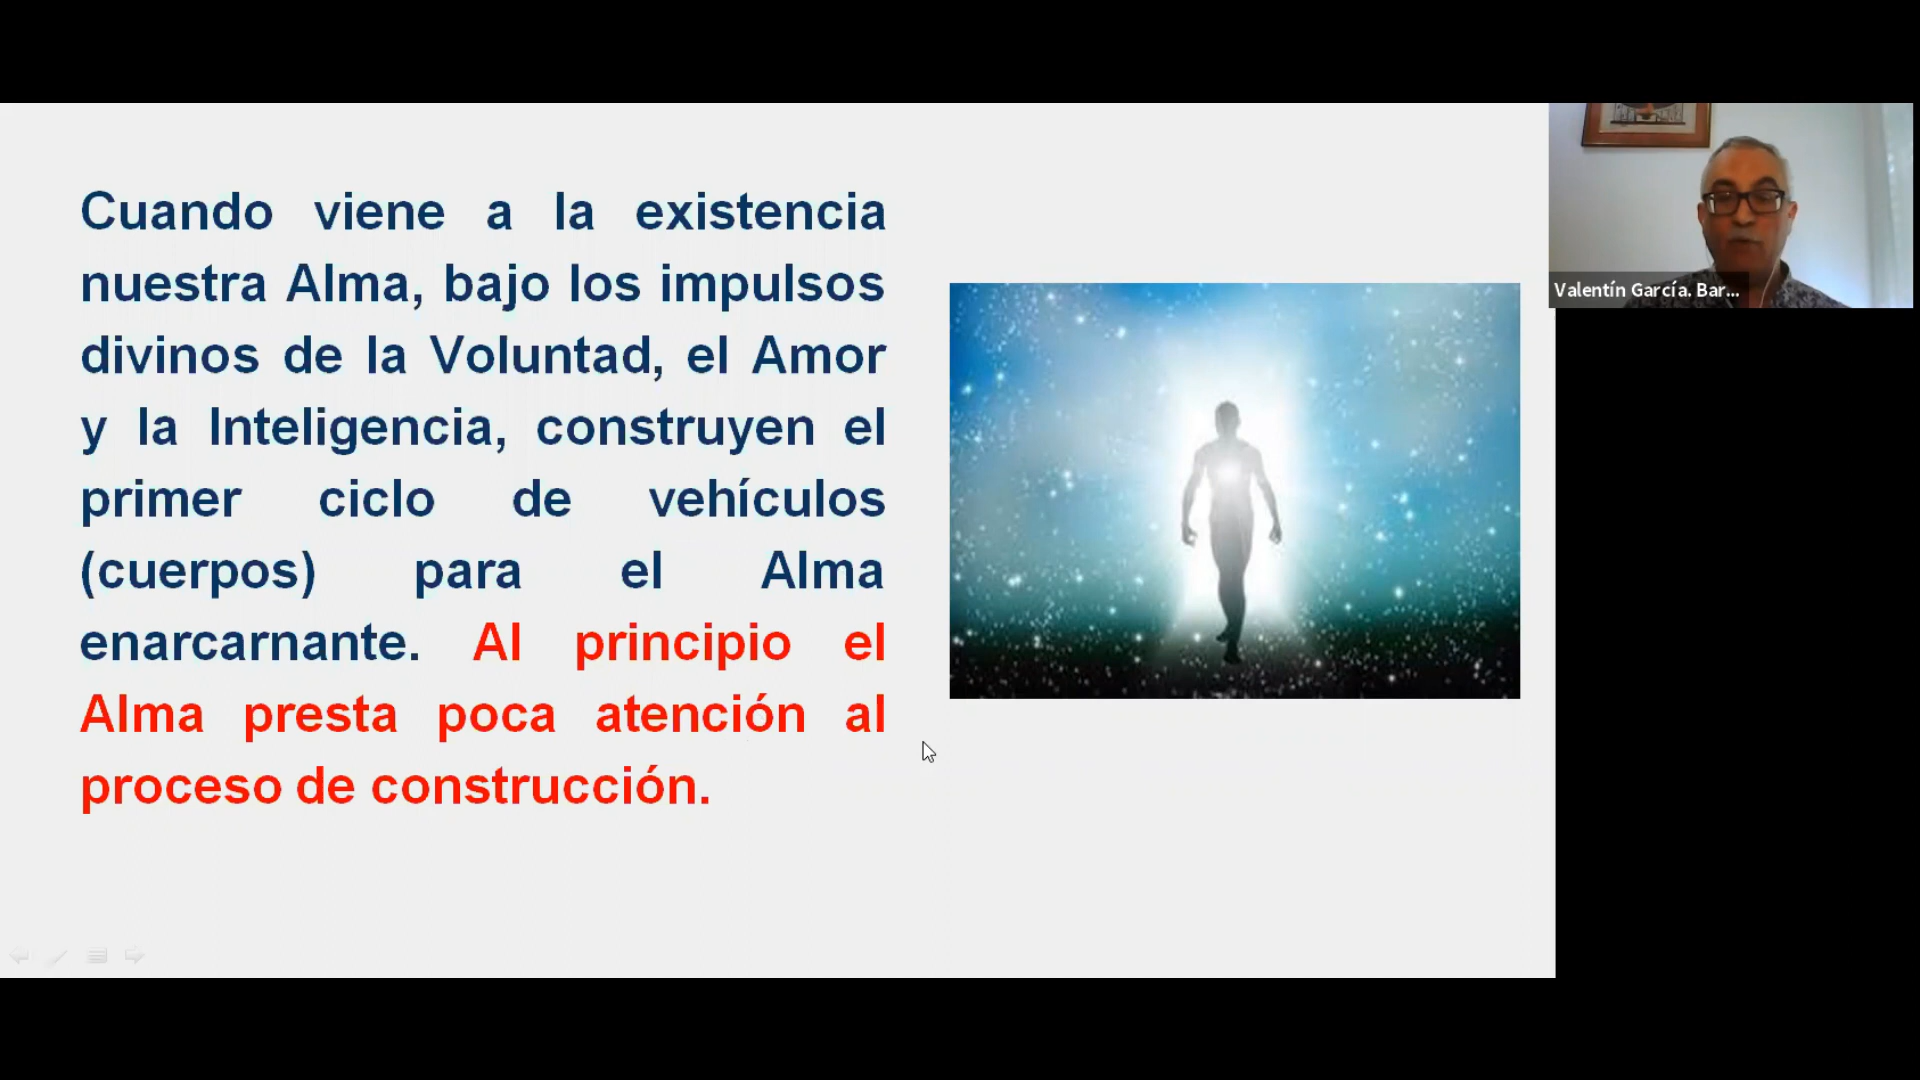 Cuando viene a la existencia
nuestra Alma, bajo los impulsos
divinos de la Voluntad, el Amor
y la Inteligencia, construyen el
primer ciclo de vehículos
(cuerpos) para el Alma
enarcarnante. Al principio el
Alma presta poca atención al
proceso de construcción.
Valentín García. Bar...